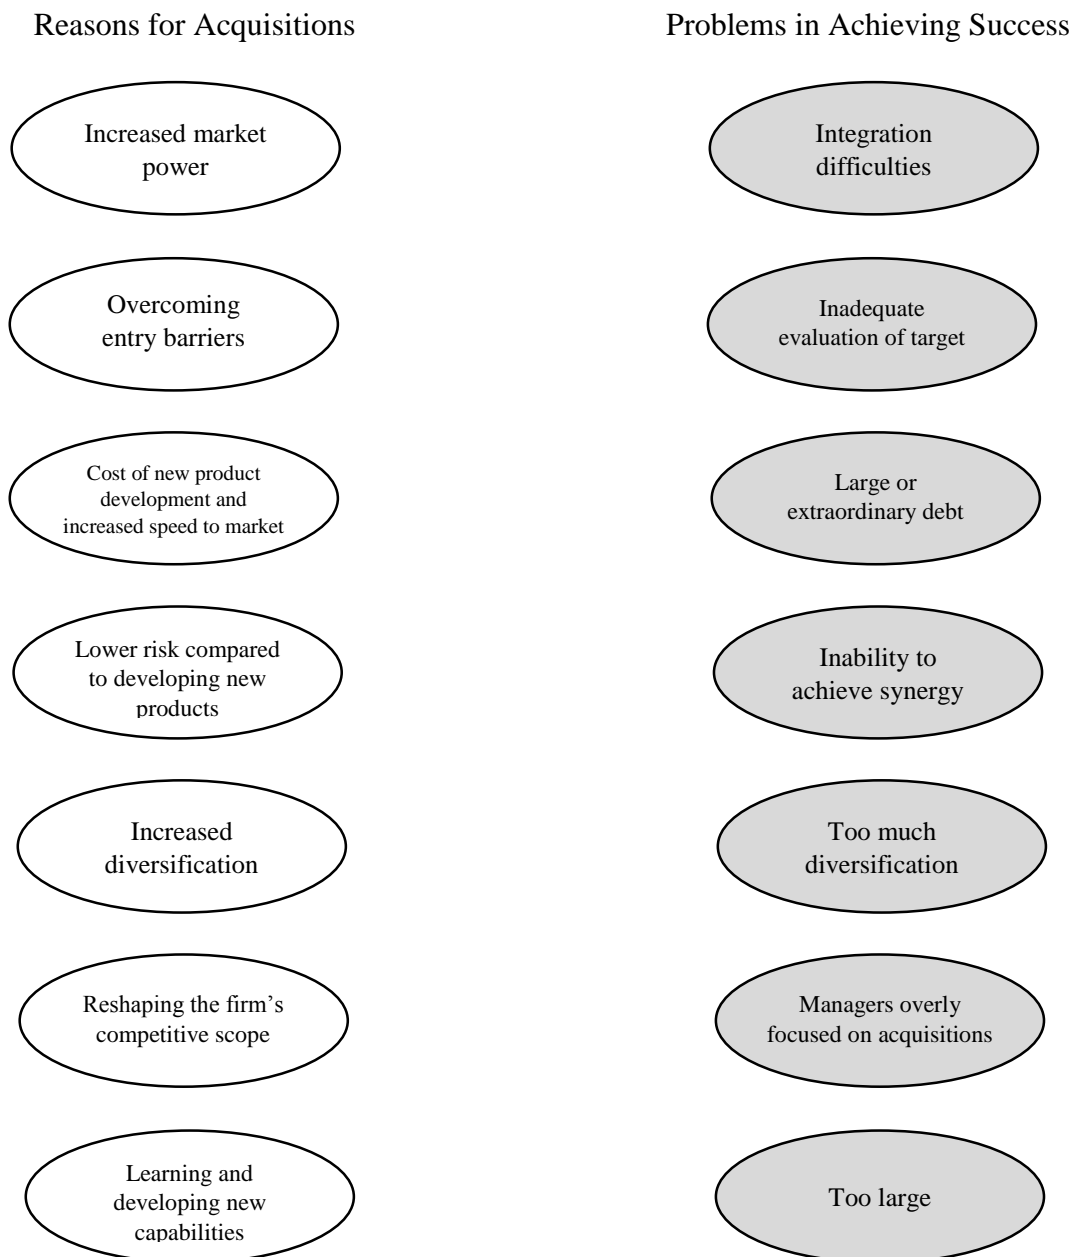 Reasons for Acquisitions
Problems in Achieving Success
Increased market
power
Integration
difficulties
Overcoming
entry barriers
Inadequate
evaluation of target
Cost of new product
development and
increased speed to market
Large or
extraordinary debt
Lower risk compared
to developing new
products
Inability to
achieve synergy
Increased
diversification
Too much
diversification
Reshaping the firm’s
competitive scope
Managers overly
focused on acquisitions
Learning and
developing new
capabilities
Too large